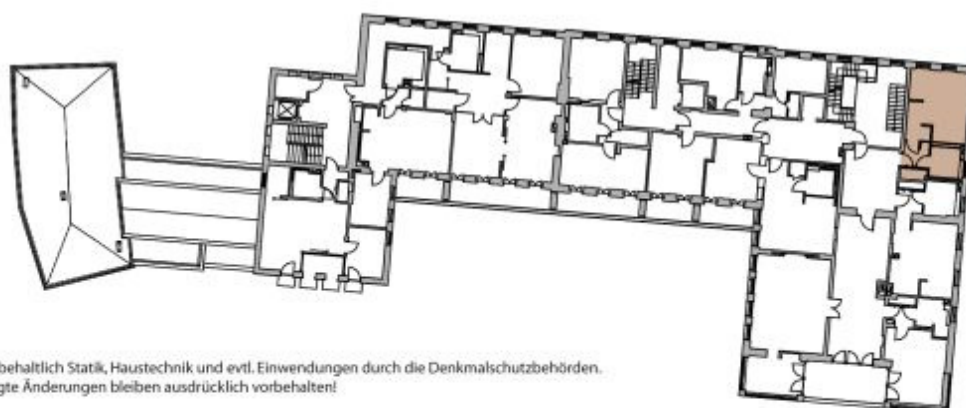 behaltlich Statik, Haustechnik und evtl. Einwendungen durch die Denkmalschutzbehörden.
gte Änderungen bleiben ausdrücklich vorbehalten!